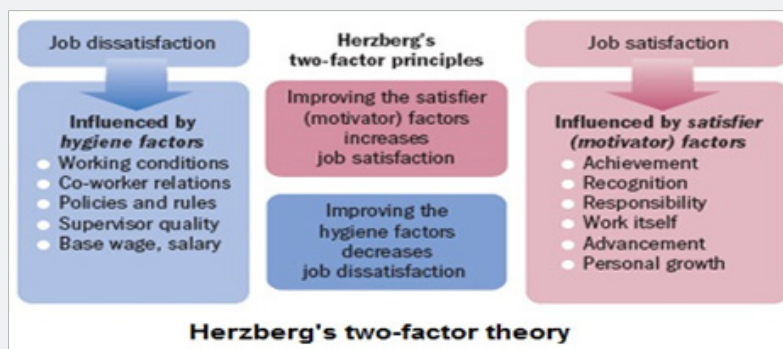 Job dissatisfaction
Influenced by
hygiene factors
Working conditions
Co-worker relations
Policies and rules
Supervisor quality
Base wage, salary
Herzberg's
two-factor principles
Improving the satisfier
(motivator) factors
increases
job satisfaction
Improving the
hygiene factors
decreases
job dissatisfaction
Job satisfaction
Influenced by satisfier
(motivator) factors
Achievement
Recognition
Responsibility
Work itself
Advancement
Personal growth
Herzberg's two-factor theory